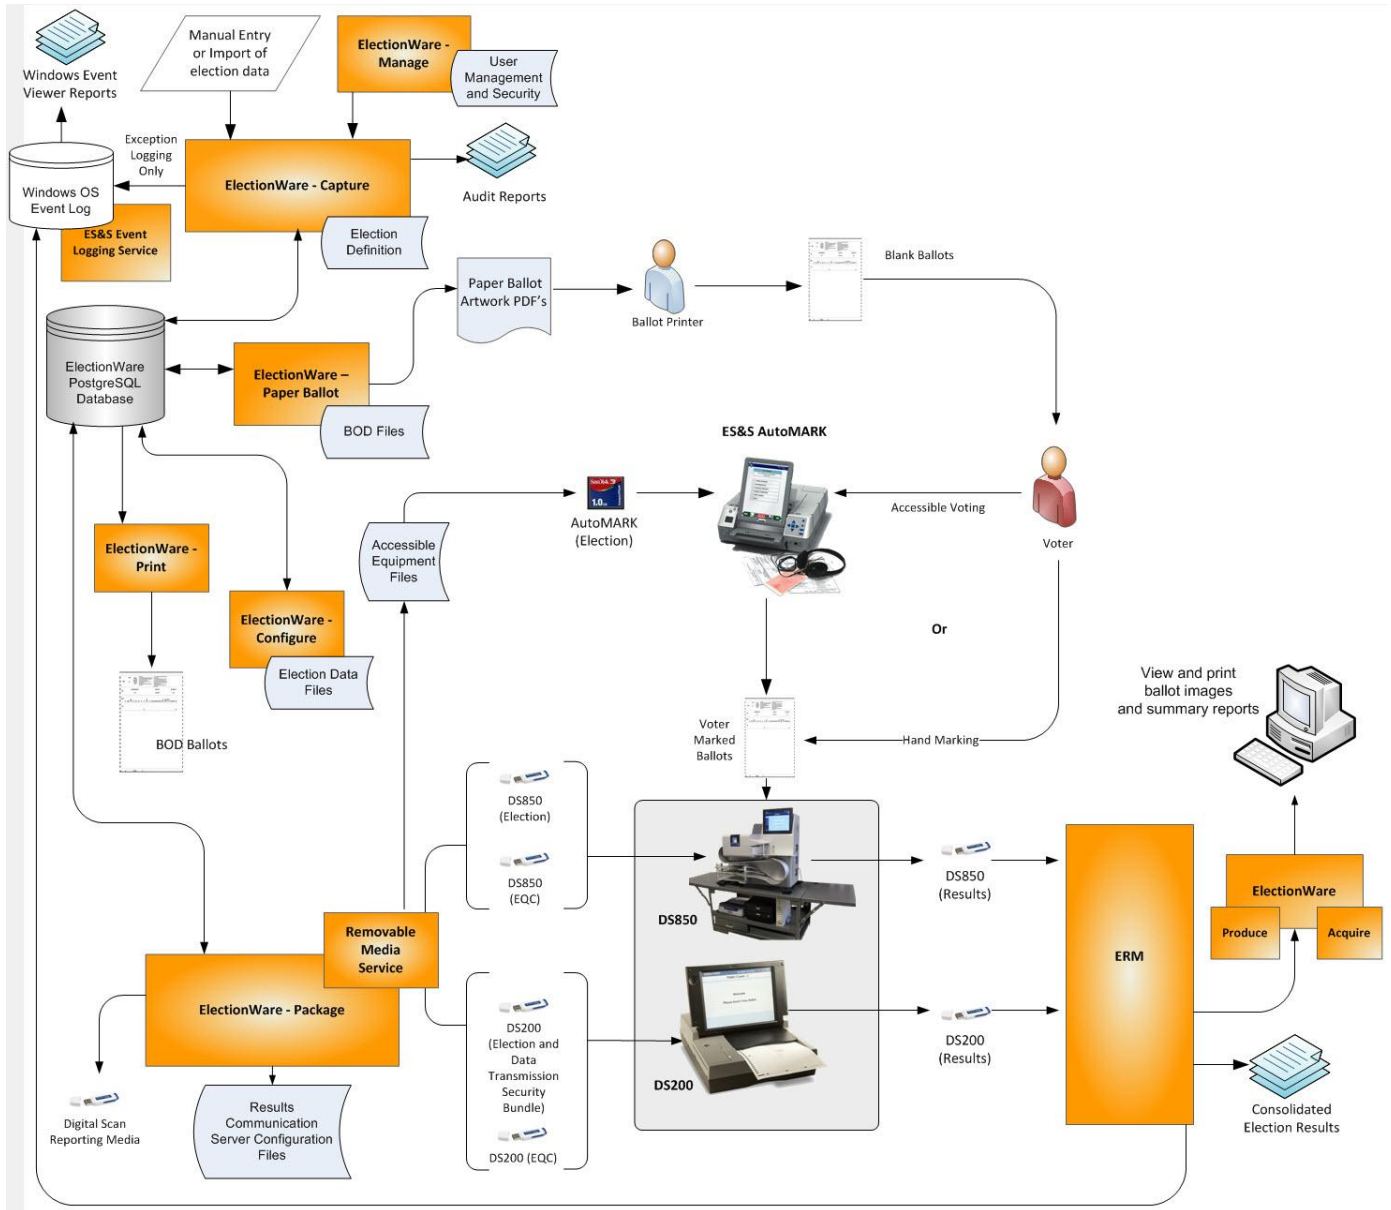 Windows Event
Viewer Reports
Manual Entry
or Import of
election data
ElectionWare -
Manage
User
Management
and Security
Exception
Logging
Only
Windows OS
Event Log
ES&S Event
Logging Service
ElectionWare - Capture
Audit Reports
Election
Definition
Paper Ballot
Artwork PDF's
Ballot Printer
Blank Ballots
ElectionWare
PostgreSQL
Database
ElectionWare –
Paper Ballot
BOD Files
ES&S AutoMARK
AutoMARK
(Election)
Accessible Voting
Voter
Accessible
Equipment
Files
ElectionWare -
Print
ElectionWare -
Configure
Election Data
Files
BOD Ballots
Or
Voter
Marked
Ballots
Hand Marking
View and print
ballot images
and summary reports
DS850
(Election)
DS850
(EQC)
DS850
DS850
(Results)
ERM
ElectionWare
Produce
Acquire
Removable
Media
Service
ElectionWare - Package
DS200
(Election and
Data
Transmission
Security
Bundle)
DS200 (EQC)
DS200
DS200
(Results)
Digital Scan
Reporting Media
Results
Communication
Server Configuration
Files
Consolidated
Election Results
SanDisk
1.0